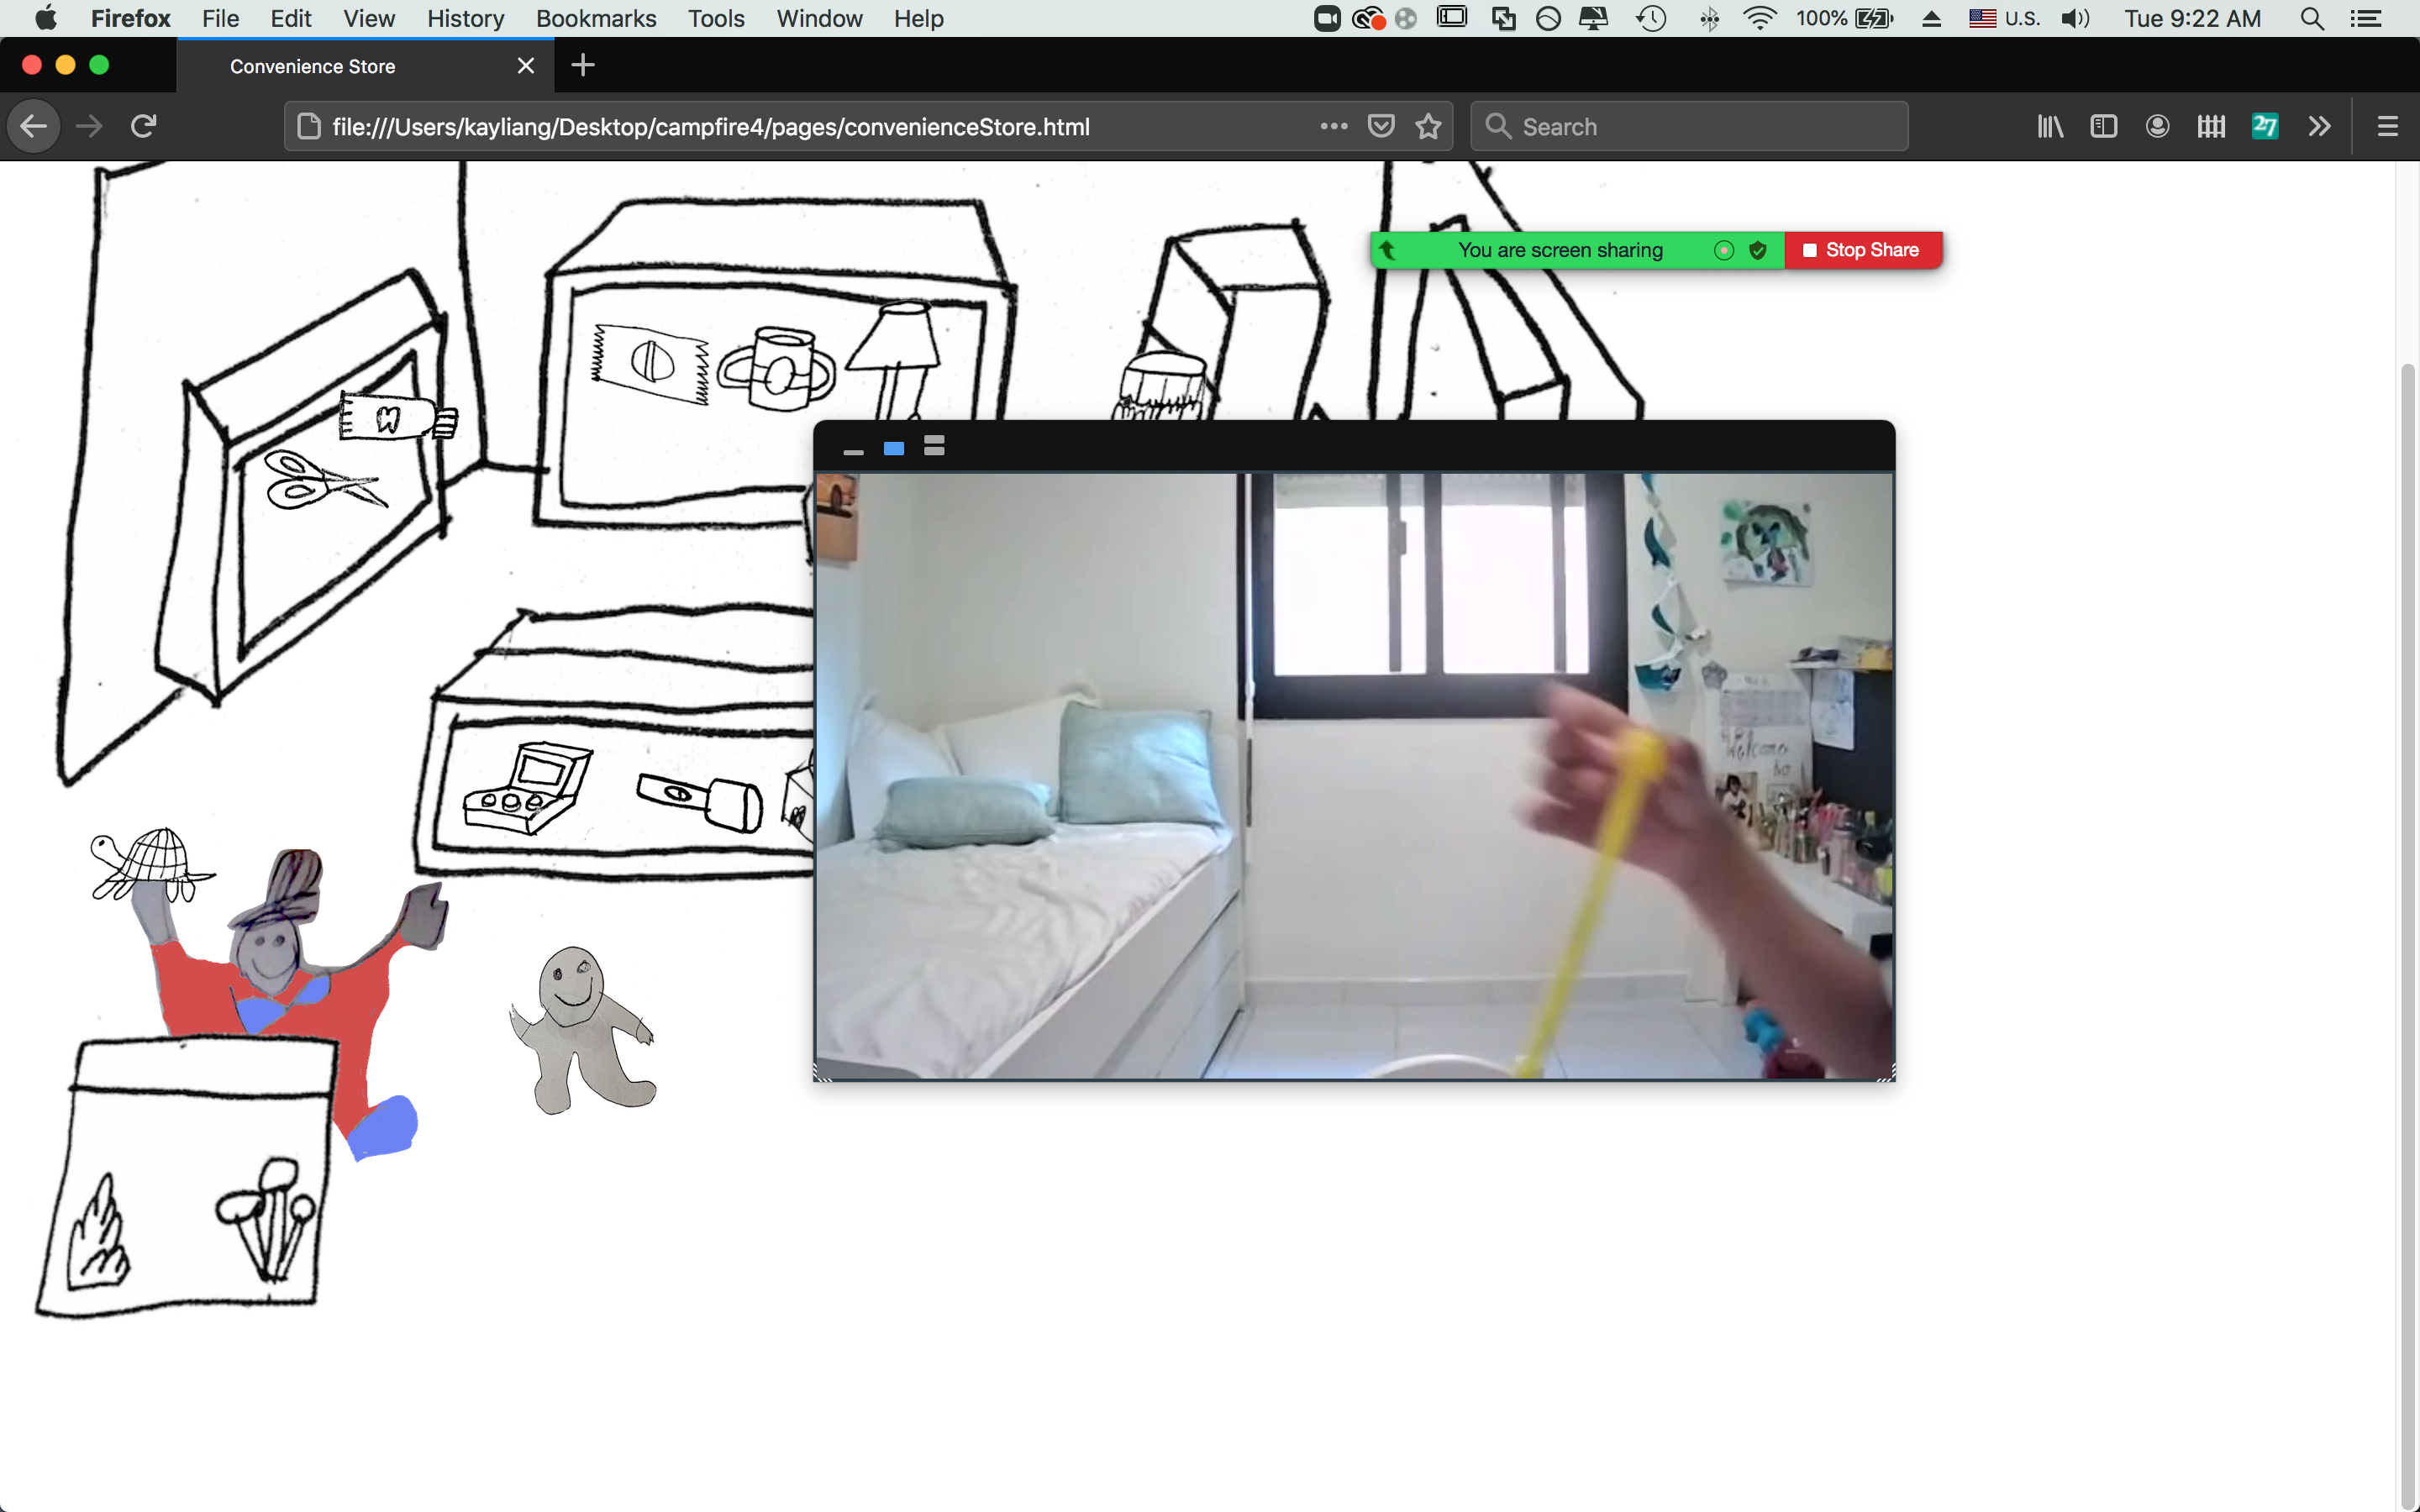 Firefox File Edit View History Bookmarks Tools Window Help 100% U.S. Tue 9:22 AM
Convenience Store
file:///Users/kayliang/Desktop/campfire4/pages/convenienceStore.html Search 27
You are screen sharing Stop Share
Welcome